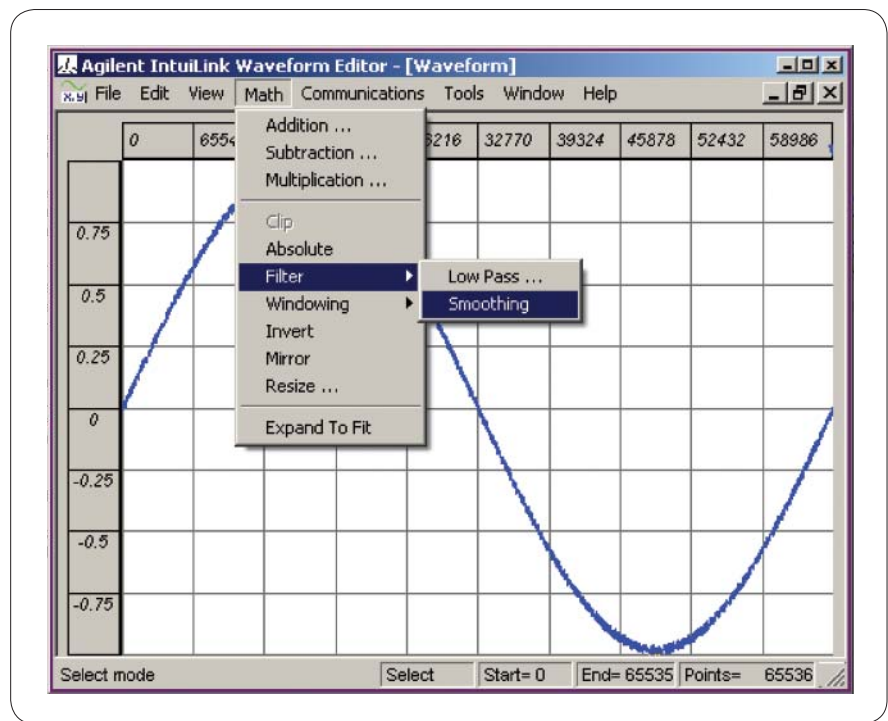 Agilent IntuiLink Waveform Editor - [Waveform]
File Edit View Math Communications Tools Window Help
0 32770 39324 45878 52432 58986
Addition ...
Subtraction ...
Multiplication ...
Clip
Absolute
Filter
Windowing
Invert
Mirror
Resize ...
Expand To Fit
Low Pass ...
Smoothing
0.75
0.5
0.25
0
-0.25
-0.5
-0.75
Select mode Select Start= 0 End= 65535 Points= 65536